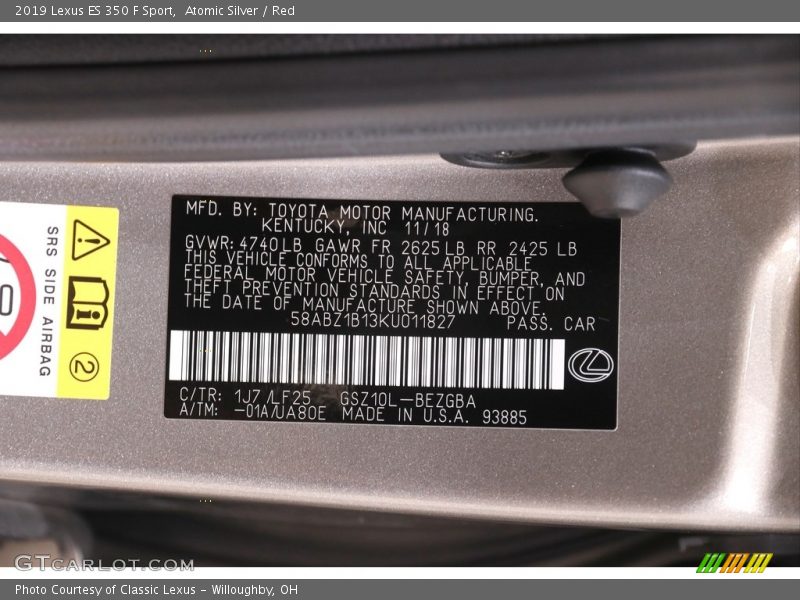 2019 Lexus ES 350 F Sport, Atomic Silver / Red
MFD. BY: TOYOTA MOTOR MANUFACTURING.
KENTUCKY, INC 11/18
GVWR: 4740LB GAWR FR 2625LB RR 2425 LB
THIS VEHICLE CONFORMS TO ALL APPLICABLE
FEDERAL MOTOR VEHICLE SAFETY, BUMPER, AND
THEFT PREVENTION STANDARDS IN EFFECT ON
THE DATE OF MANUFACTURE SHOWN ABOVE.
58ABZ1B13KU011827 PASS. CAR
C/TR: 1J7/LF25 GSZ10L-BEZGBA
A/TM: -01A/UA80E MADE IN U.S.A. 93885
SRS SIDE AIRBAG
2
GTCARLOT.COM
Photo Courtesy of Classic Lexus - Willoughby, OH